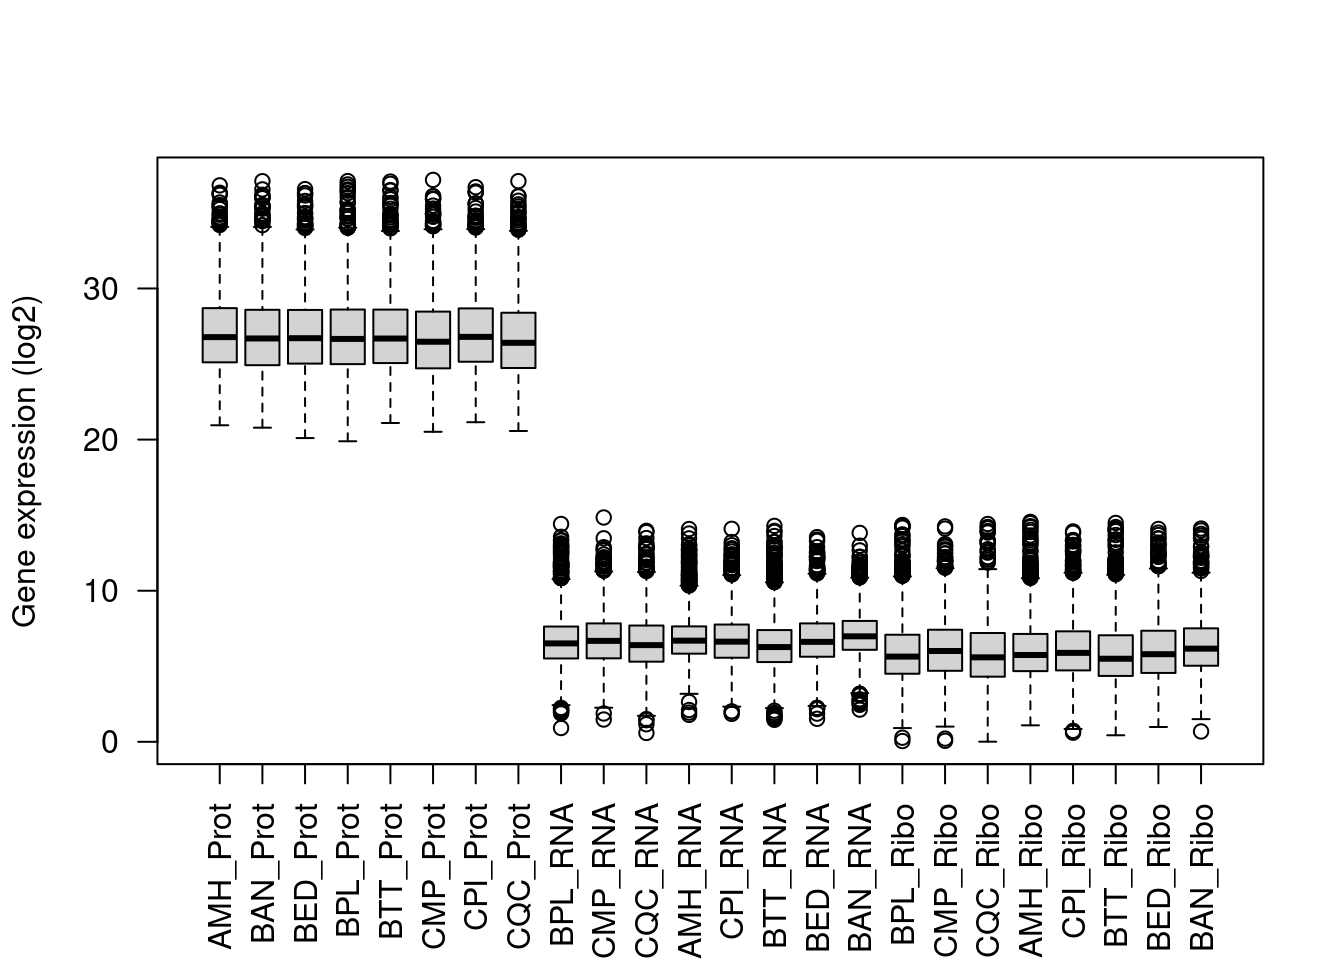 Gene expression (log2)
30
20
10
0
AMH_Prot
BAN_Prot
BED_Prot
BPL_Prot
BTT_Prot
CMP_Prot
CPI_Prot
CQC_Prot
BPL_RNA
CMP_RNA
CQC_RNA
AMH_RNA
CPI_RNA
BTT_RNA
BED_RNA
BAN_RNA
BPL_Ribo
CMP_Ribo
CQC_Ribo
AMH_Ribo
CPI_Ribo
BTT_Ribo
BED_Ribo
BAN_Ribo